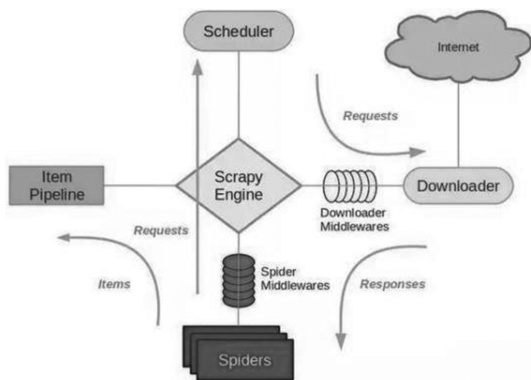 Scheduler
Internet
Requests
Item
Pipeline
Scrapy
Engine
Downloader
Downloader
Middlewares
Requests
Spider
Middlewares
Items
Responses
Spiders